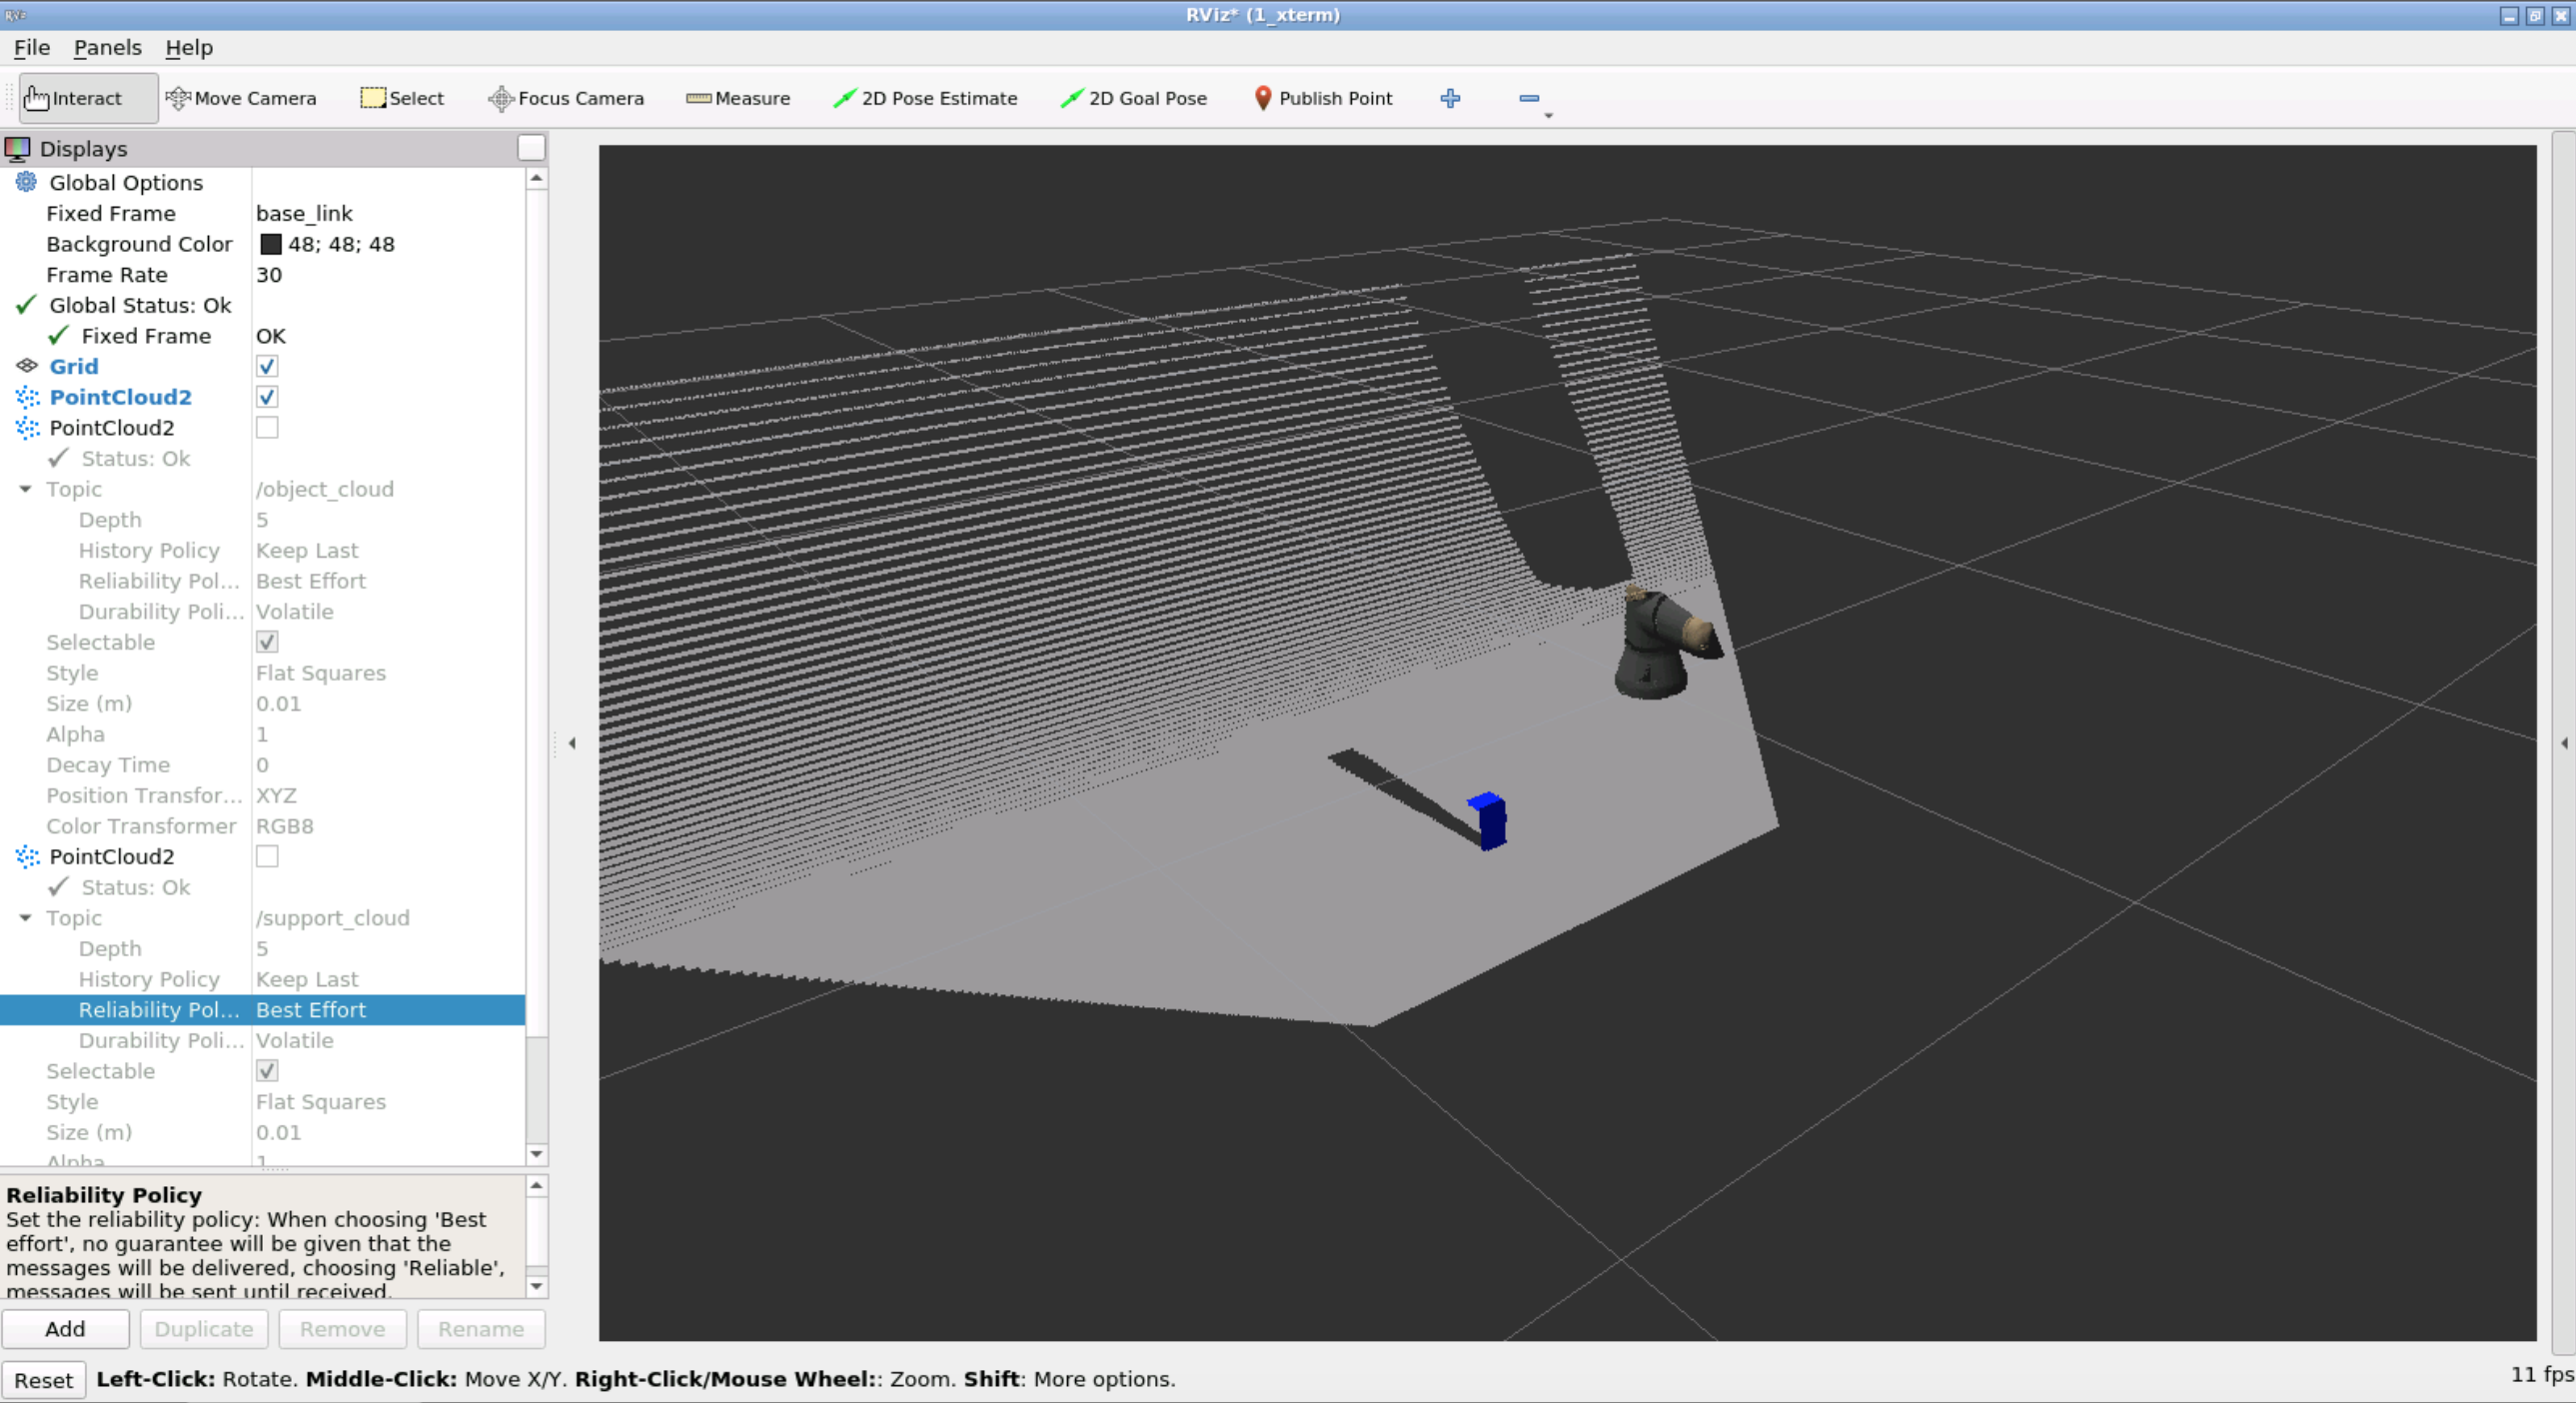 RViz* (1_xterm)
File Panels Help
Interact Move Camera Select Focus Camera Measure 2D Pose Estimate 2D Goal Pose Publish Point
Displays
Global Options
Fixed Frame base_link
Background Color 48; 48; 48
Frame Rate 30
Global Status: Ok
Fixed Frame OK
Grid
PointCloud2
PointCloud2
Status: Ok
Topic /object_cloud
Depth 5
History Policy Keep Last
Reliability Pol... Best Effort
Durability Poli... Volatile
Selectable
Style Flat Squares
Size (m) 0.01
Alpha 1
Decay Time 0
Position Transfor... XYZ
Color Transformer RGB8
PointCloud2
Status: Ok
Topic /support_cloud
Depth 5
History Policy Keep Last
Reliability Pol... Best Effort
Durability Poli... Volatile
Selectable
Style Flat Squares
Size (m) 0.01
Alpha 1
Reliability Policy
Set the reliability policy: When choosing 'Best
effort', no guarantee will be given that the
messages will be delivered, choosing 'Reliable',
messages will be sent until received.
Add Duplicate Remove Rename
Reset Left-Click: Rotate. Middle-Click: Move X/Y. Right-Click/Mouse Wheel:: Zoom. Shift: More options. 11 fps